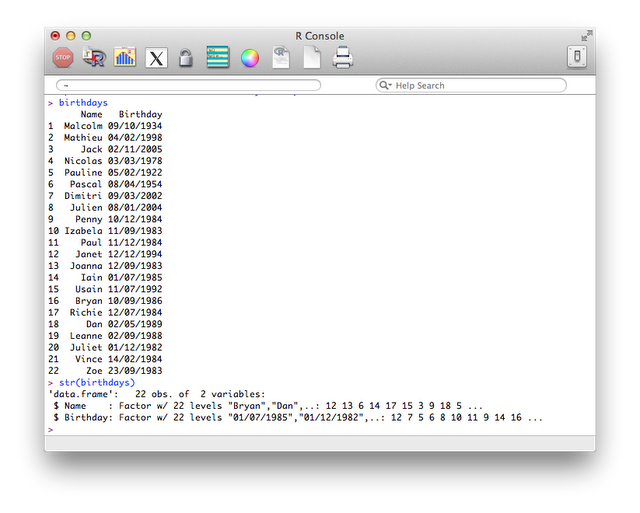 R Console
STOP
R
X
~
Help Search
> birthdays
Name Birthday
1 Malcolm 09/10/1934
2 Mathieu 04/02/1998
3 Jack 02/11/2005
4 Nicolas 03/03/1978
5 Pauline 05/02/1922
6 Pascal 08/04/1954
7 Dimitri 09/03/2002
8 Julien 08/01/2004
9 Penny 10/12/1984
10 Izabela 11/09/1983
11 Paul 11/12/1984
12 Janet 12/12/1994
13 Joanna 12/09/1983
14 Iain 01/07/1985
15 Usain 11/07/1992
16 Bryan 10/09/1986
17 Richie 12/07/1984
18 Dan 02/05/1989
19 Leanne 02/09/1988
20 Juliet 01/12/1982
21 Vince 14/02/1984
22 Zoe 23/09/1983
> str(birthdays)
'data.frame': 22 obs. of 2 variables:
$ Name : Factor w/ 22 levels "Bryan","Dan",..: 12 13 6 14 17 15 3 9 18 5 ...
$ Birthday: Factor w/ 22 levels "01/07/1985","01/12/1982",..: 12 7 5 6 8 10 11 9 14 16 ...
>